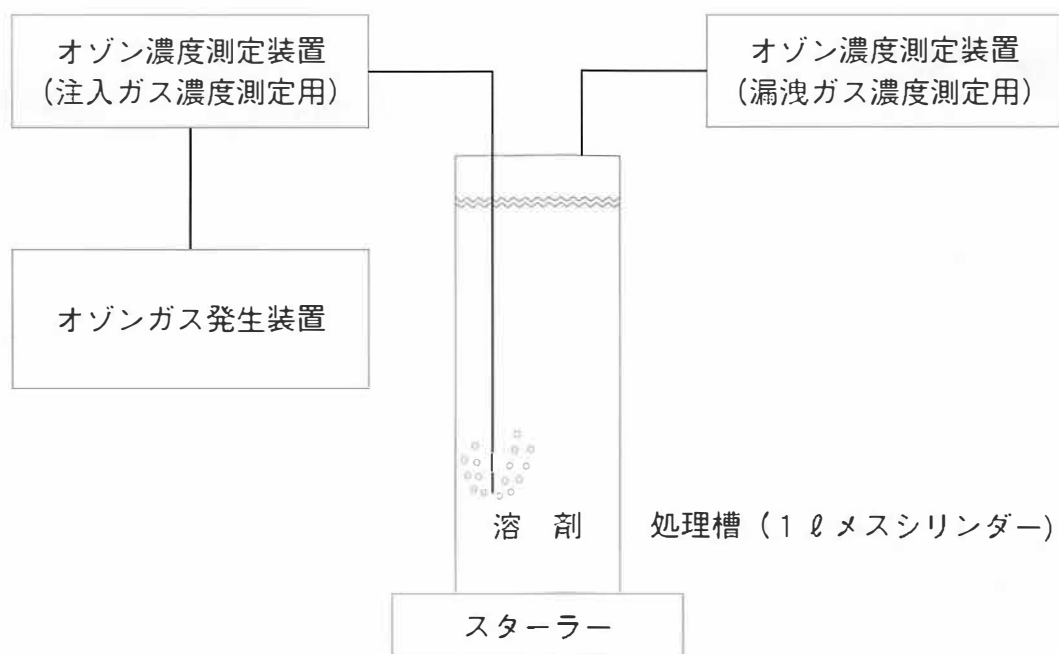 オゾン濃度測定装置
(注入ガス濃度測定用)
オゾン濃度測定装置
(漏洩ガス濃度測定用)
オゾンガス発生装置
溶 剤
処理槽(1ℓメスシリンダー)
スターラー